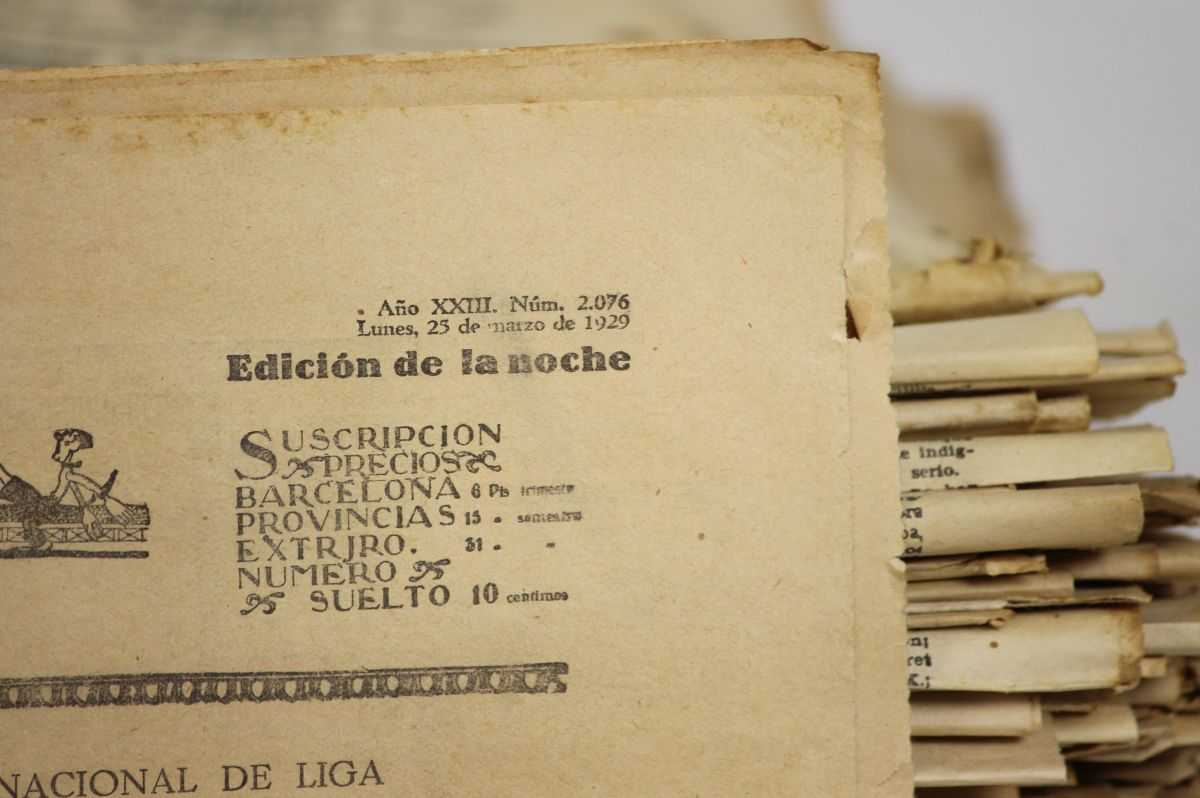 Año XXIII. Núm. 2.076
Lunes, 25 de marzo de 1929
Edición de la noche
SUSCRIPCION
PRECIOS
BARCELONA 6 Pts trimestre
PROVINCIAS 15 . semestre
EXTRJRO. 31 . -
NUMERO
SUELTO 10 centimos
NACIONAL DE LIGA
e indig-
serio.
ret
K.;